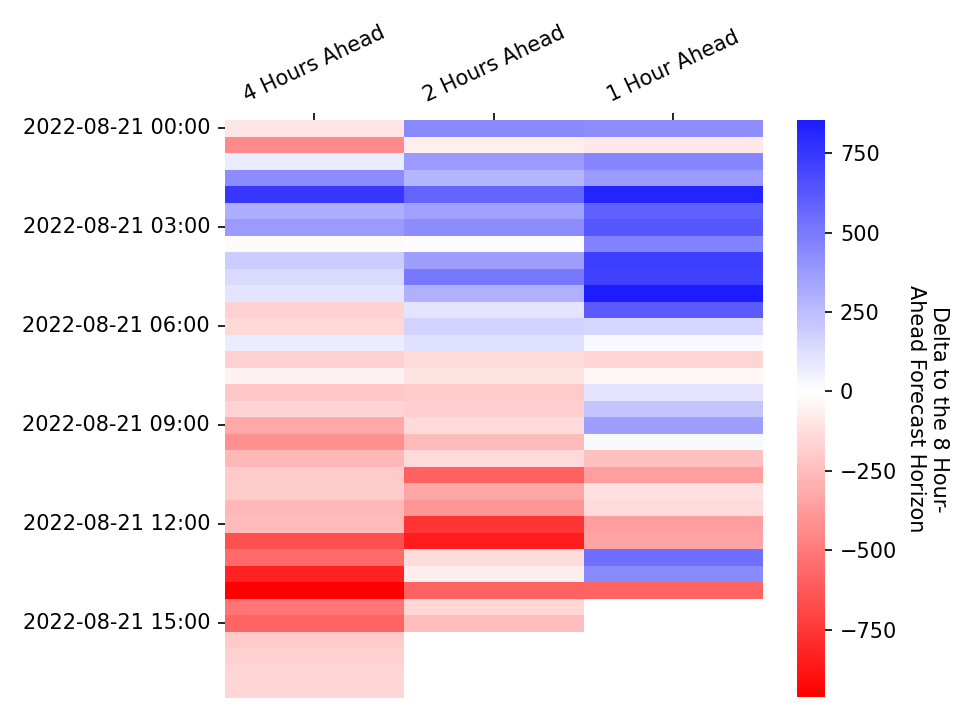 4 Hours Ahead
2 Hours Ahead
1 Hour Ahead
2022-08-21 00:00
2022-08-21 03:00
2022-08-21 06:00
2022-08-21 09:00
2022-08-21 12:00
2022-08-21 15:00
750
500
250
0
−250
−500
−750
Delta to the 8 Hour-
Ahead Forecast Horizon